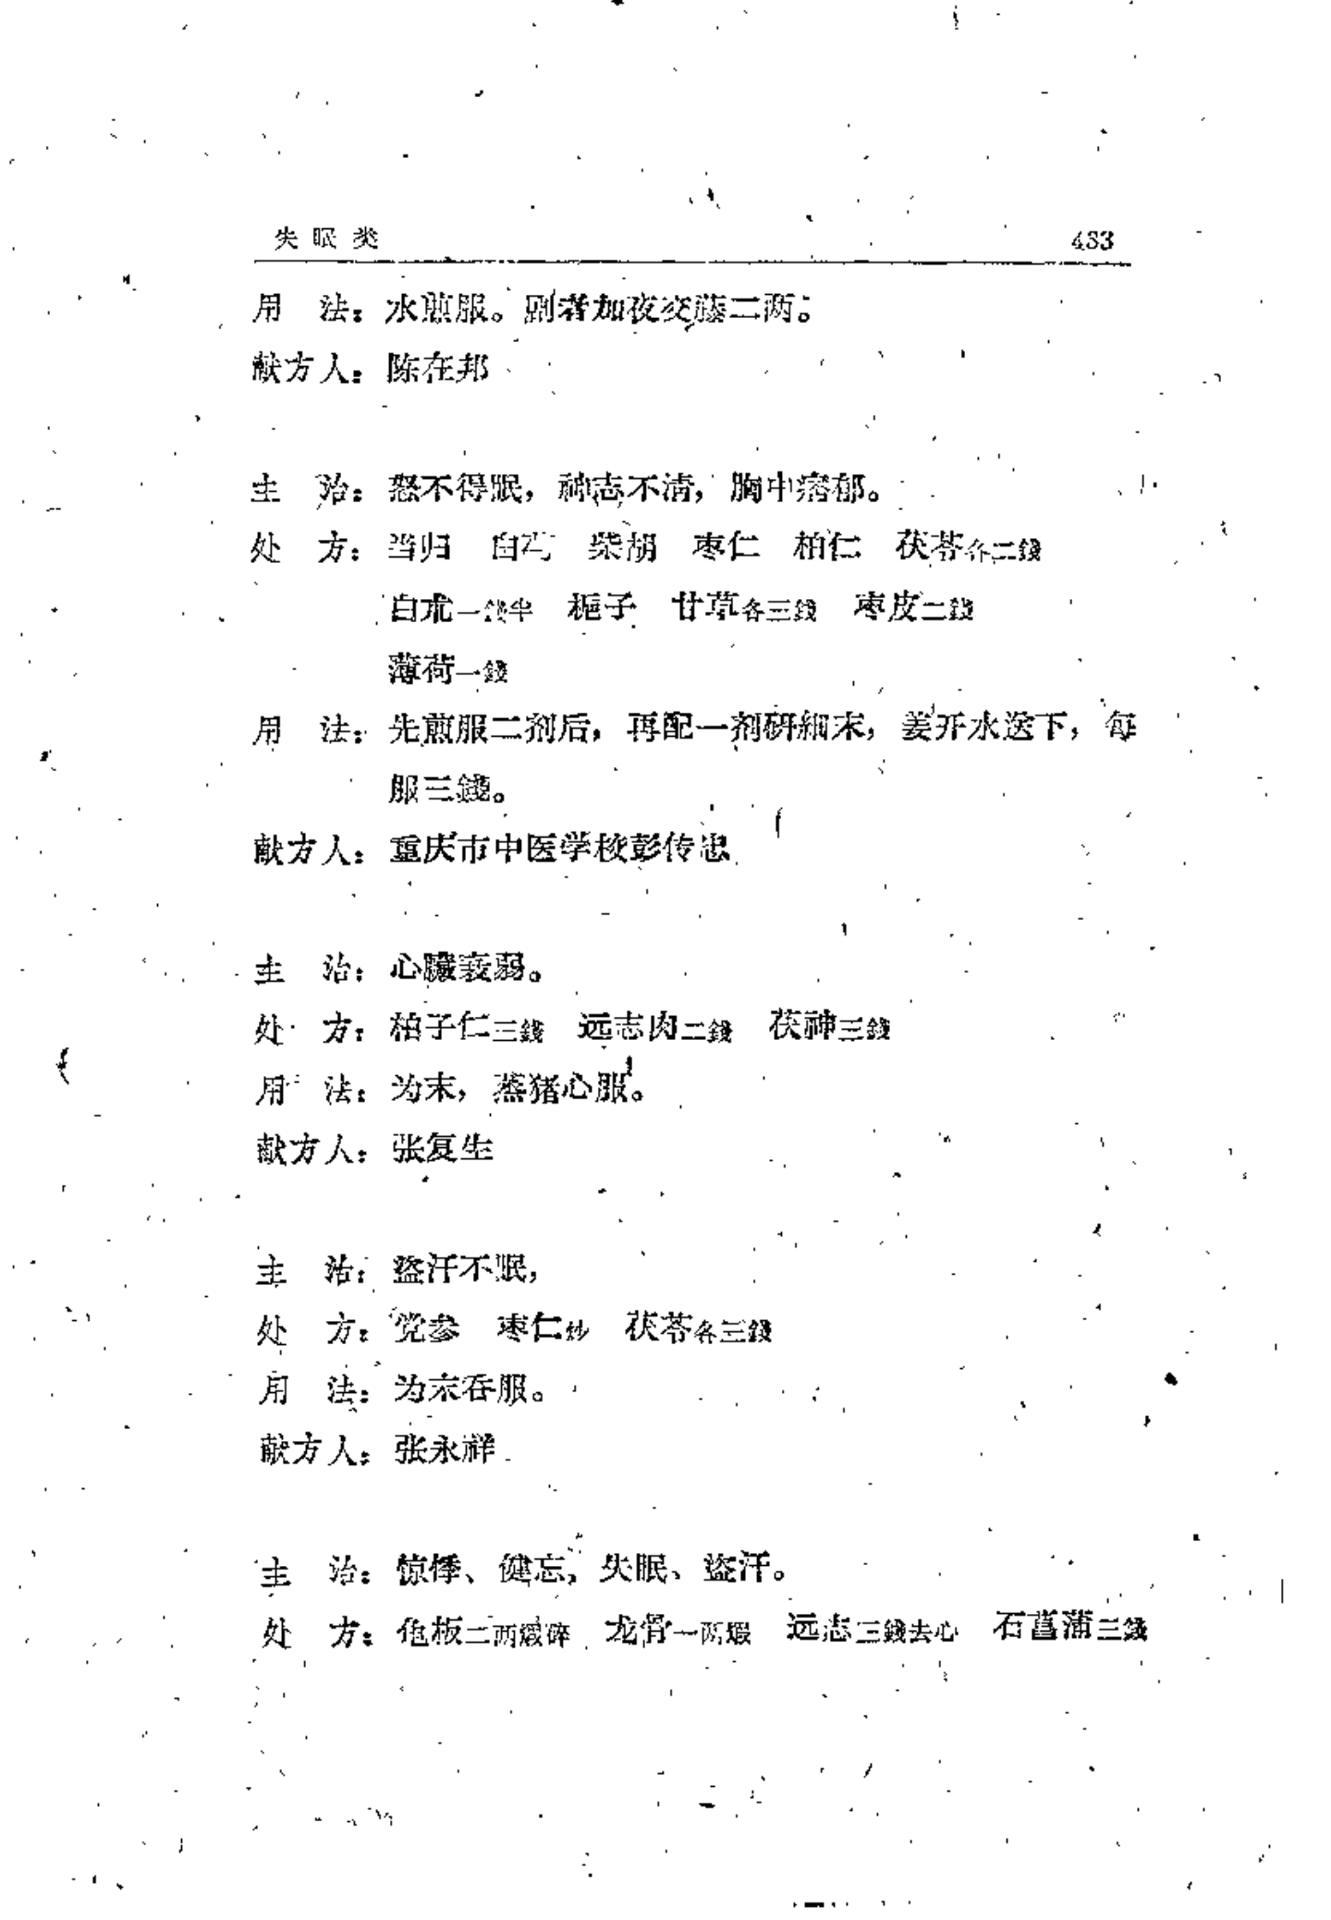 失眠类 433
用 法：水煎服。剧者加夜交藤二两。
献方人：陈在邦
主 治：怒不得眠，神志不清，胸中痞郁。
处 方：当归 白芍 柴胡 枣仁 柏仁 茯苓各二錢
白朮一錢半 梔子 甘草各三錢 枣皮二錢
薄荷一錢
用 法：先煎服二剂后，再配一剂研細末，姜开水送下，每
服三錢。
献方人：重庆市中医学校彭传忠
主 治：心臟衰弱。
处 方：柏子仁三錢 远志肉二錢 茯神三錢
用 法：为末，蒸猪心服。
献方人：张复生
主 治：盜汗不眠，
处 方：党参 枣仁炒 茯苓各三錢
用 法：为末吞服。
献方人：张永祥
主 治：惊悸、健忘，失眠、盜汗。
处 方：龟板二两煅碎 龙骨一两煅 远志三錢去心 石菖蒲三錢